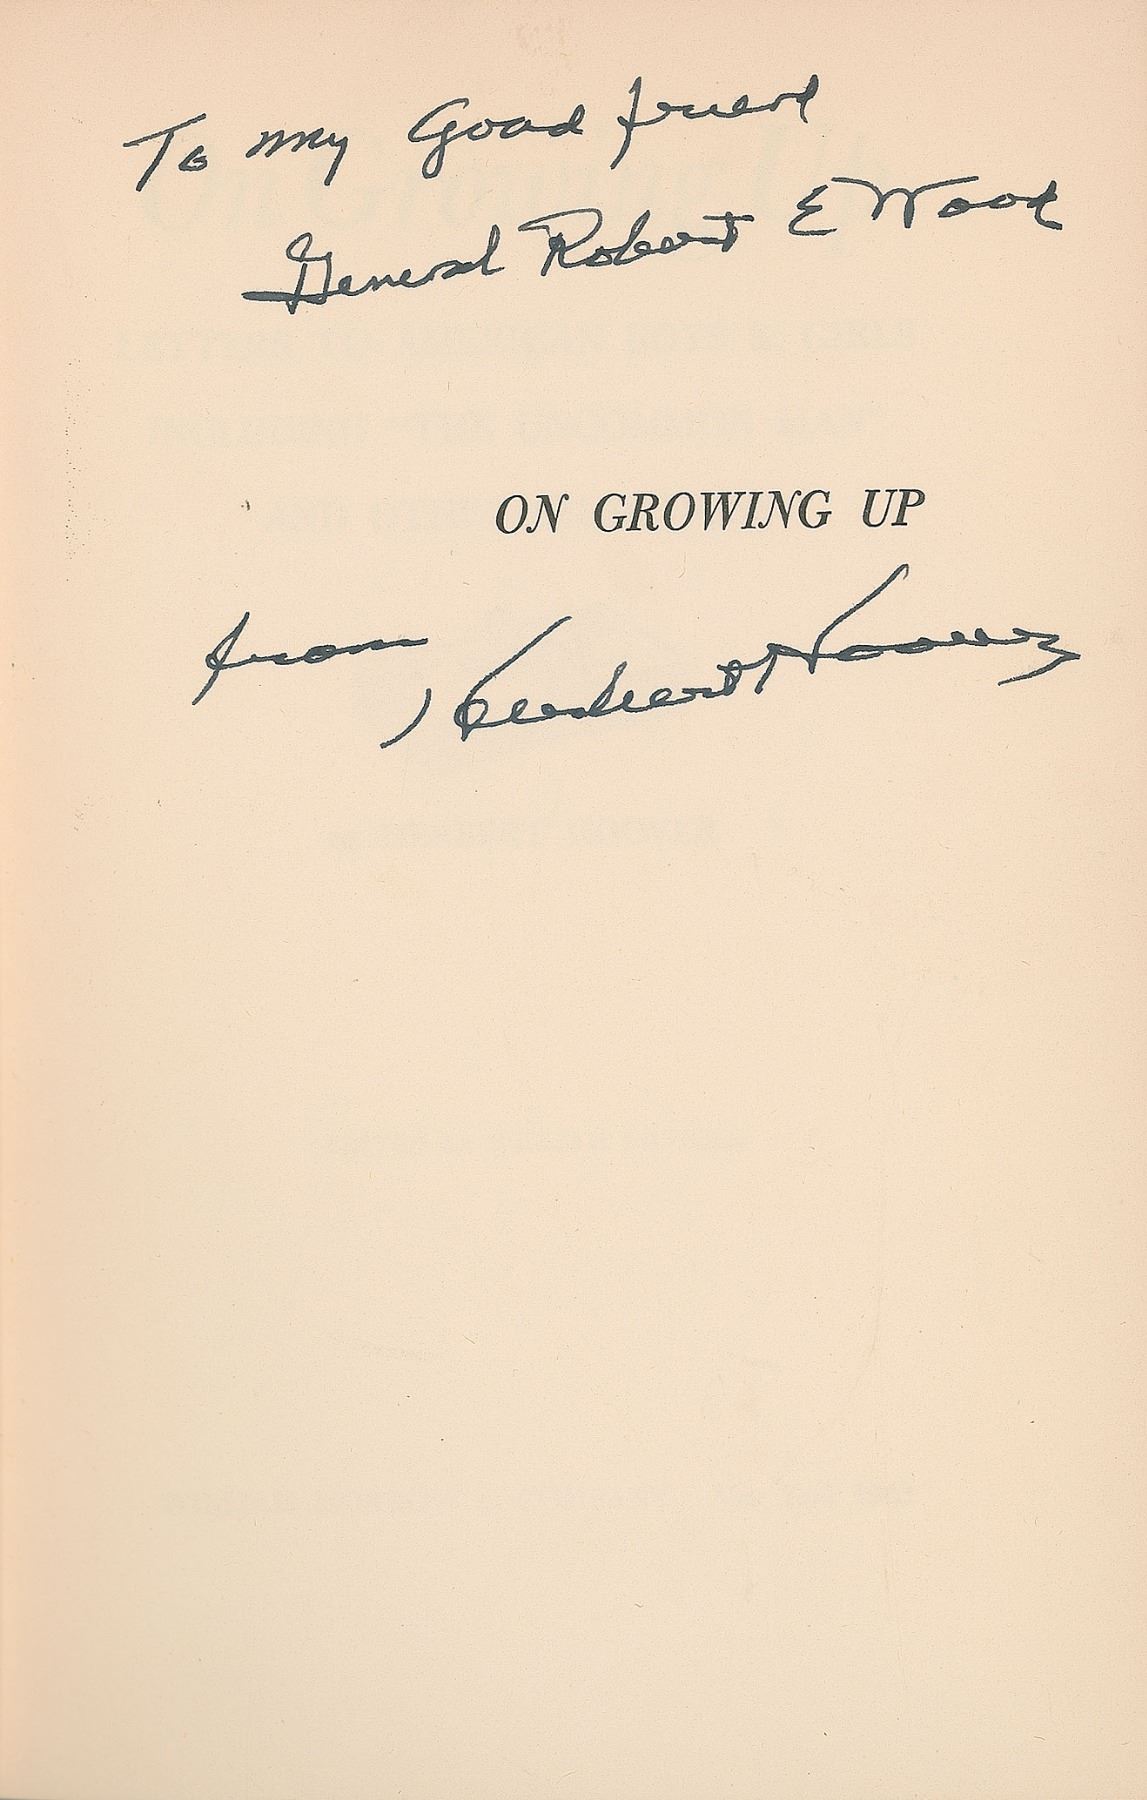 To my Good friend
General Robert E Wood
ON GROWING UP
from
Herbert Hoover